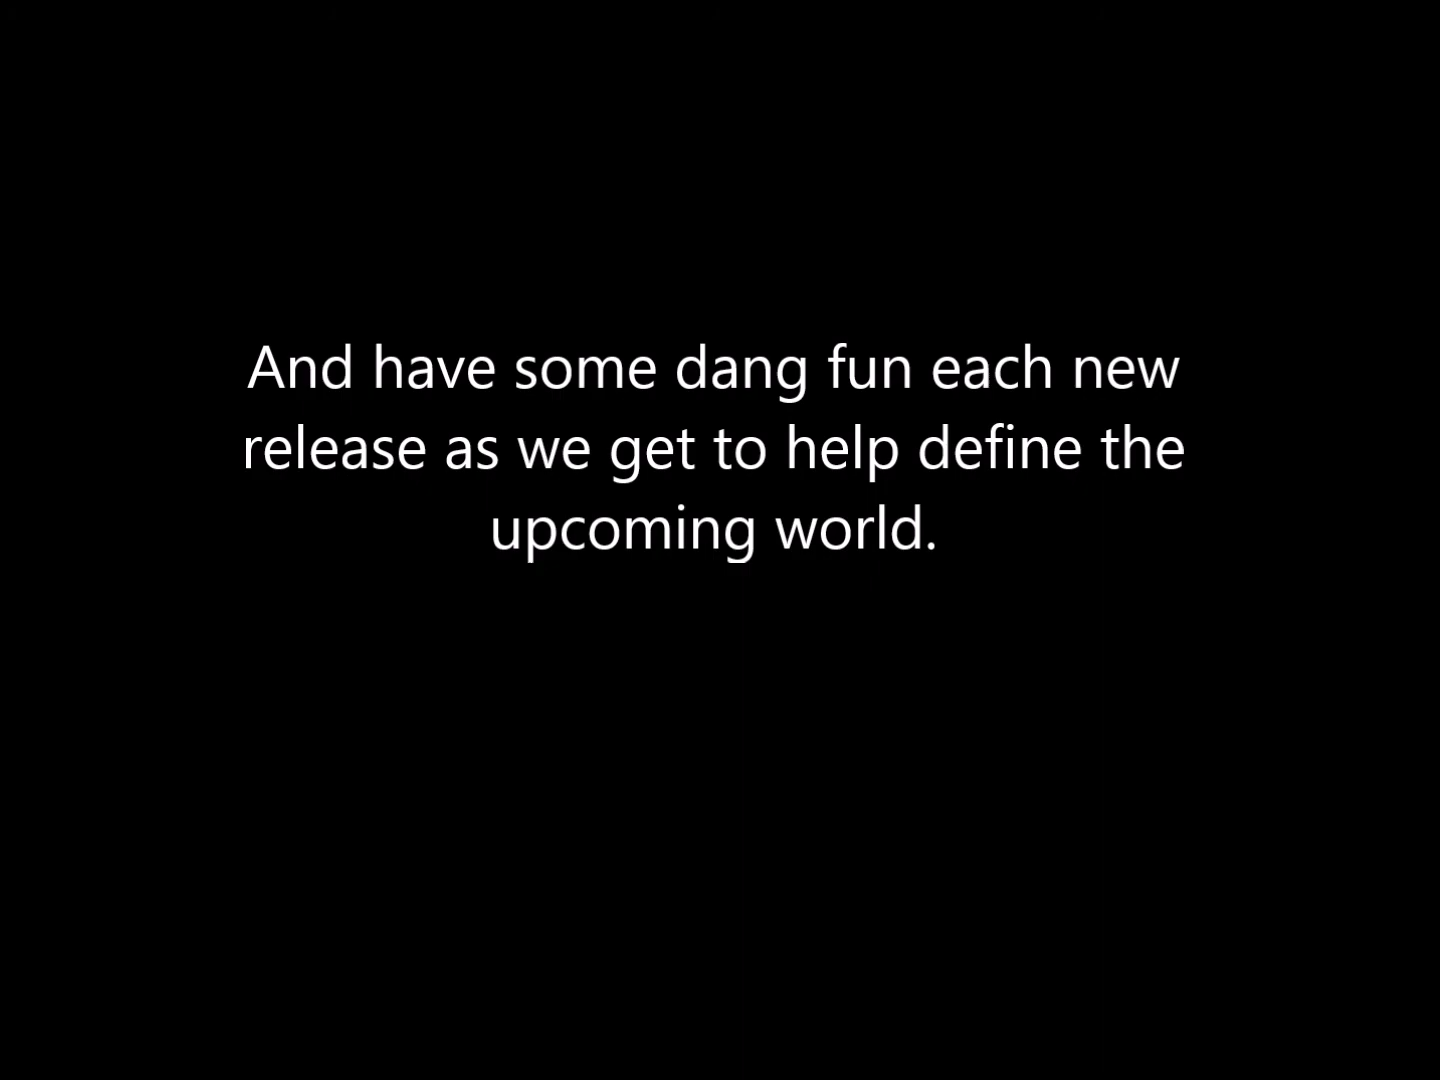 And have some dang fun each new
release as we get to help define the
upcoming world.